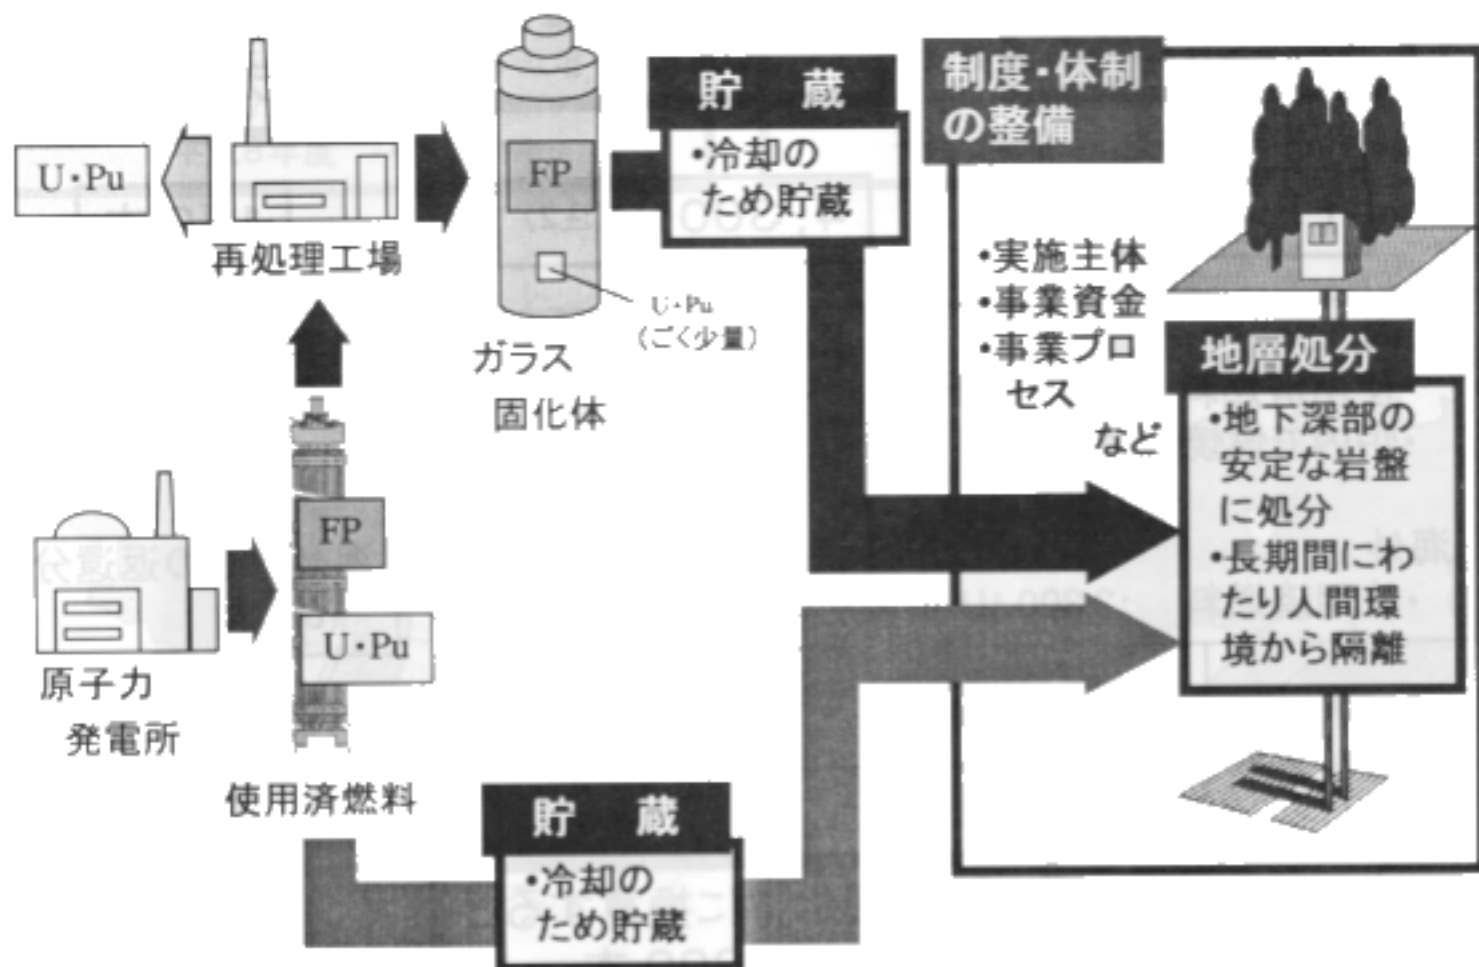 U・Pu
再処理工場
FP
U・Pu
(ごく少量)
ガラス
固化体
貯 蔵
・冷却の
ため貯蔵
制度・体制
の整備
・実施主体
・事業資金
・事業プロ
セス
など
地層処分
・地下深部の
安定な岩盤
に処分
・長期間にわ
たり人間環
境から隔離
原子力
発電所
FP
U・Pu
使用済燃料
貯 蔵
・冷却の
ため貯蔵